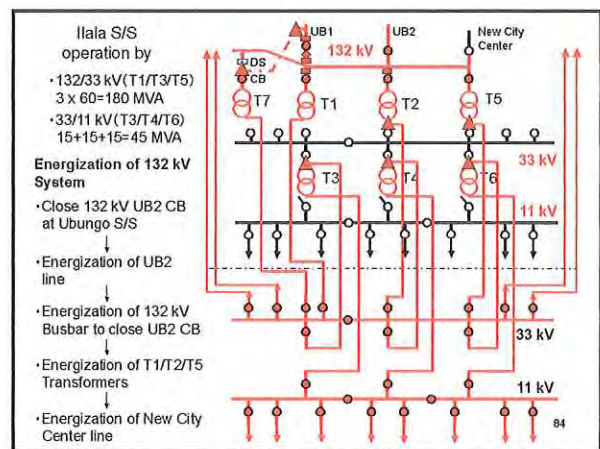 Ilala S/S
operation by
・132/33 kV(T1/T3/T5)
3 x 60=180 MVA
・33/11 kV(T3/T4/T6)
15+15+15=45 MVA
Energization of 132 kV
System
・Close 132 kV UB2 CB
at Ubungo S/S
・Energization of UB2
line
・Energization of 132 kV
Busbar to close UB2 CB
・Energization of T1/T2/T5
Transformers
・Energization of New City
Center line
UB1
UB2
New City
Center
132 kV
DS
CB
T7
T1
T2
T5
33 kV
T3
T4
T6
11 kV
33 kV
11 kV
84